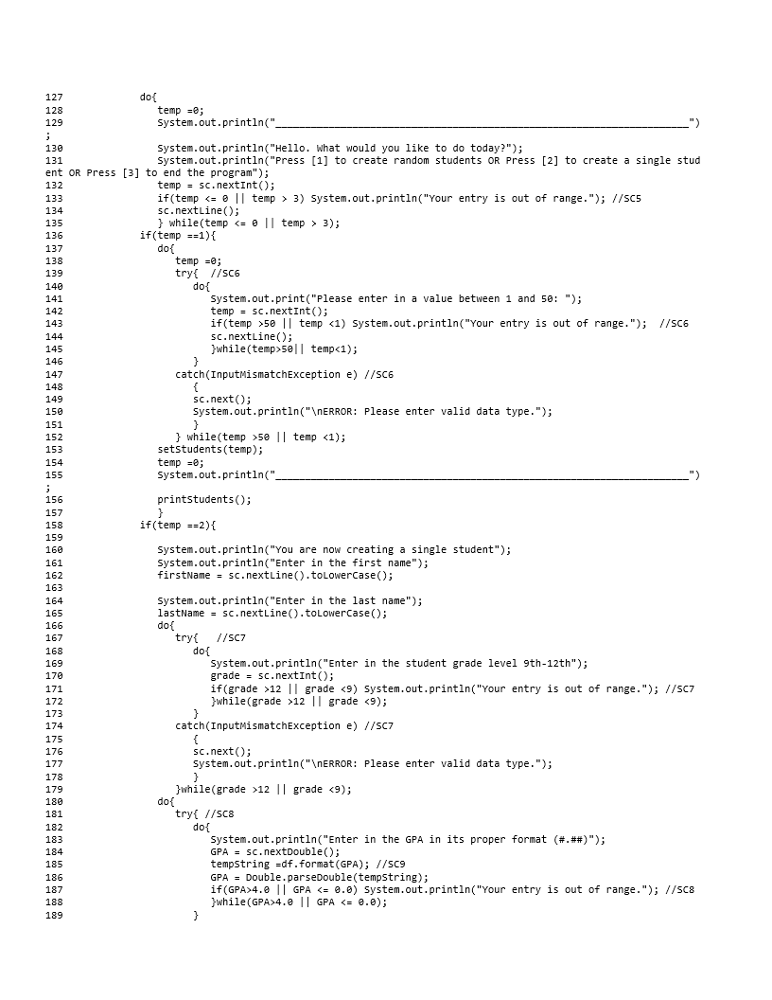 127             do{
128                temp =0;
129                System.out.println("______________________________________________________________________")
;
130                System.out.println("Hello. What would you like to do today?");
131                System.out.println("Press [1] to create random students OR Press [2] to create a single stud
ent OR Press [3] to end the program");
132                temp = sc.nextInt();
133                if(temp <= 0 || temp > 3) System.out.println("Your entry is out of range."); //SC5
134                sc.nextLine();
135                } while(temp <= 0 || temp > 3);
136             if(temp ==1){
137                do{
138                   temp =0;
139                   try{  //SC6
140                      do{
141                         System.out.print("Please enter in a value between 1 and 50: ");
142                         temp = sc.nextInt();
143                         if(temp >50 || temp <1) System.out.println("Your entry is out of range.");  //SC6
144                         sc.nextLine();
145                         }while(temp>50|| temp<1);
146                      }
147                   catch(InputMismatchException e) //SC6
148                      {
149                      sc.next();
150                      System.out.println("\nERROR: Please enter valid data type.");
151                      }
152                   } while(temp >50 || temp <1);
153                setStudents(temp);
154                temp =0;
155                System.out.println("______________________________________________________________________")
;
156                printStudents();
157                }
158             if(temp ==2){
159
160                System.out.println("You are now creating a single student");
161                System.out.println("Enter in the first name");
162                firstName = sc.nextLine().toLowerCase();
163
164                System.out.println("Enter in the last name");
165                lastName = sc.nextLine().toLowerCase();
166                do{
167                   try{   //SC7
168                      do{
169                         System.out.println("Enter in the student grade level 9th-12th");
170                         grade = sc.nextInt();
171                         if(grade >12 || grade <9) System.out.println("Your entry is out of range."); //SC7
172                         }while(grade >12 || grade <9);
173                      }
174                   catch(InputMismatchException e) //SC7
175                      {
176                      sc.next();
177                      System.out.println("\nERROR: Please enter valid data type.");
178                      }
179                   }while(grade >12 || grade <9);
180                do{
181                   try{ //SC8
182                      do{
183                         System.out.println("Enter in the GPA in its proper format (#.##)");
184                         GPA = sc.nextDouble();
185                         tempString =df.format(GPA); //SC9
186                         GPA = Double.parseDouble(tempString);
187                         if(GPA>4.0 || GPA <= 0.0) System.out.println("Your entry is out of range."); //SC8
188                         }while(GPA>4.0 || GPA <= 0.0);
189                      }